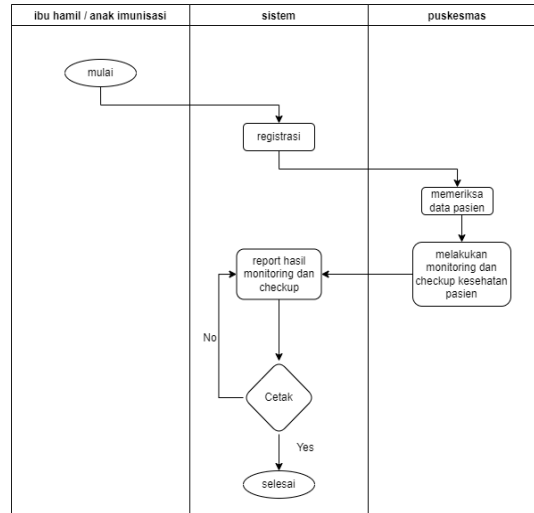 ibu hamil / anak imunisasi
sistem
puskesmas
mulai
registrasi
memeriksa
data pasien
melakukan
monitoring dan
checkup kesehatan
pasien
report hasil
monitoring dan
checkup
No
Cetak
Yes
selesai